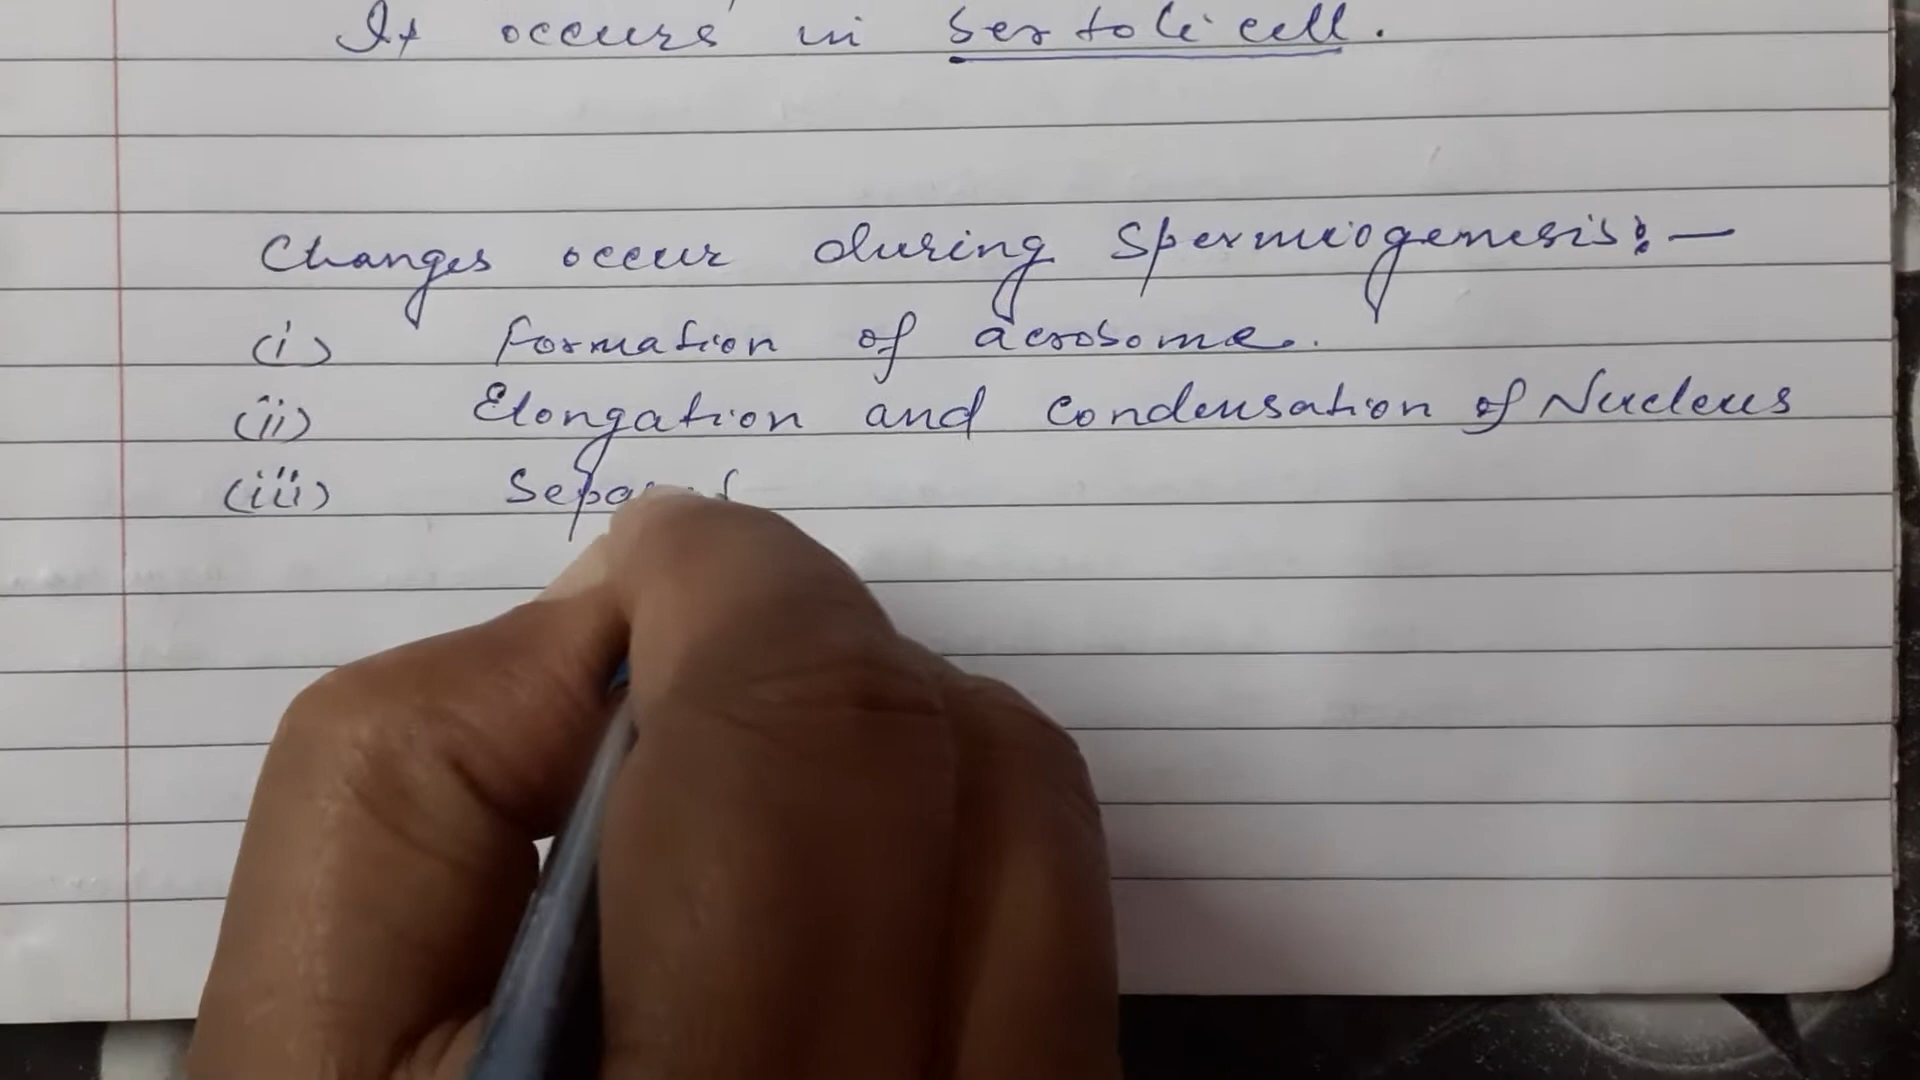 It occurs in Sertoli cell.
Changes occur during Spermiogenesis:-
(i) Formation of acrosome.
(ii) Elongation and condensation of Nucleus
(iii)